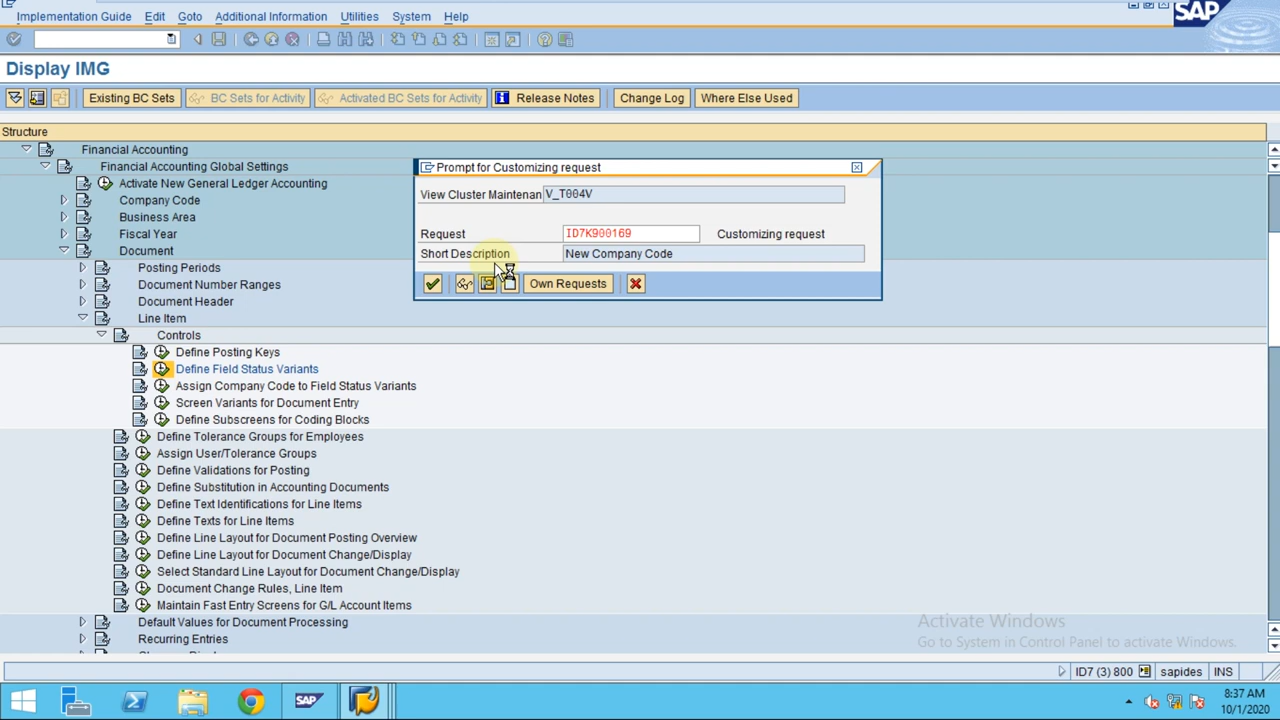 Implementation Guide Edit Goto Additional Information Utilities System Help
SAP
Display IMG
Existing BC Sets BC Sets for Activity Activated BC Sets for Activity Release Notes Change Log Where Else Used
Structure
Financial Accounting
Financial Accounting Global Settings
Activate New General Ledger Accounting
Company Code
Business Area
Fiscal Year
Document
Posting Periods
Document Number Ranges
Document Header
Line Item
Controls
Define Posting Keys
Define Field Status Variants
Assign Company Code to Field Status Variants
Screen Variants for Document Entry
Define Subscreens for Coding Blocks
Define Tolerance Groups for Employees
Assign User/Tolerance Groups
Define Validations for Posting
Define Substitution in Accounting Documents
Define Text Identifications for Line Items
Define Texts for Line Items
Define Line Layout for Document Posting Overview
Define Line Layout for Document Change/Display
Select Standard Line Layout for Document Change/Display
Document Change Rules, Line Item
Maintain Fast Entry Screens for G/L Account Items
Default Values for Document Processing
Recurring Entries
Prompt for Customizing request
View Cluster Maintenan V_T004V
Request ID7K900169 Customizing request
Short Description New Company Code
Own Requests
Activate Windows
Go to System in Control Panel to activate Windows.
ID7 (3) 800 sapides INS
SAP
8:37 AM
10/1/2020